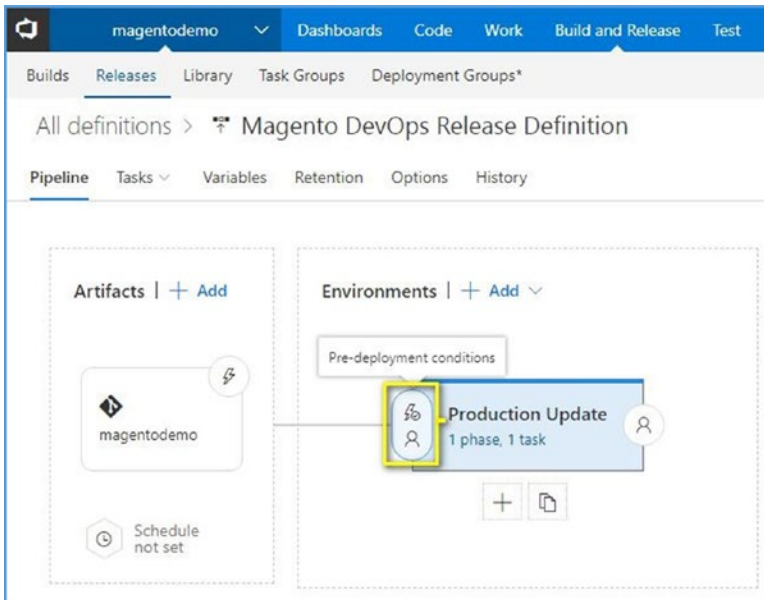 magentodemo Dashboards Code Work Build and Release Test
Builds Releases Library Task Groups Deployment Groups*
All definitions > Magento DevOps Release Definition
Pipeline Tasks Variables Retention Options History
Artifacts | + Add
Environments | + Add
Pre-deployment conditions
magentodemo
Production Update
1 phase, 1 task
Schedule
not set